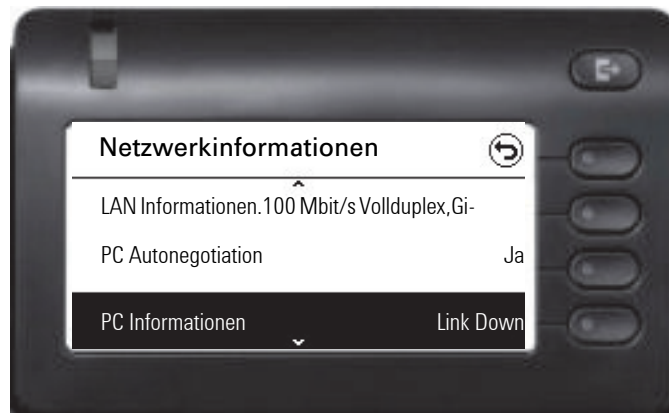 Netzwerkinformationen
LAN Informationen.100 Mbit/s Vollduplex,Gi-
PC Autonegotiation Ja
PC Informationen Link Down